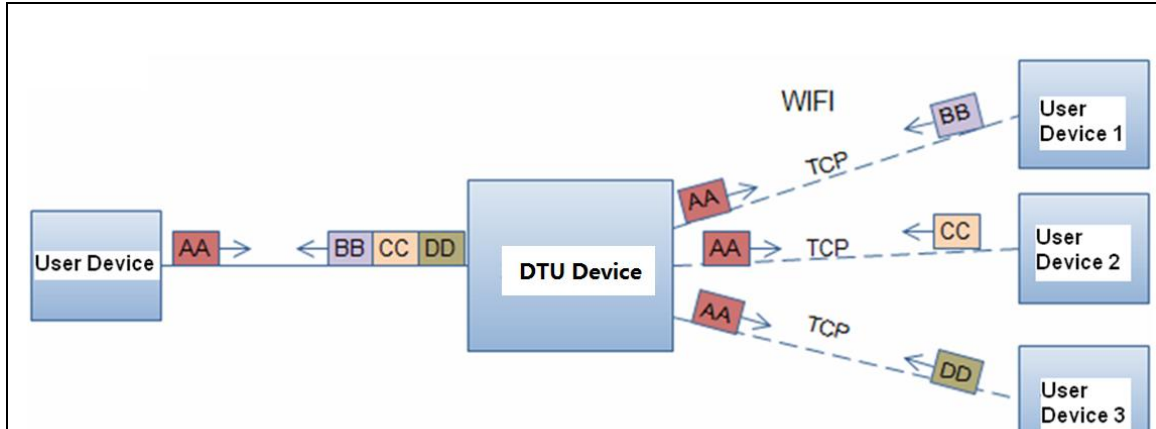 WIFI
BB
User
Device 1
TCP
AA
User Device
AA
BB CC DD
DTU Device
AA
TCP
CC
User
Device 2
AA
TCP
DD
User
Device 3